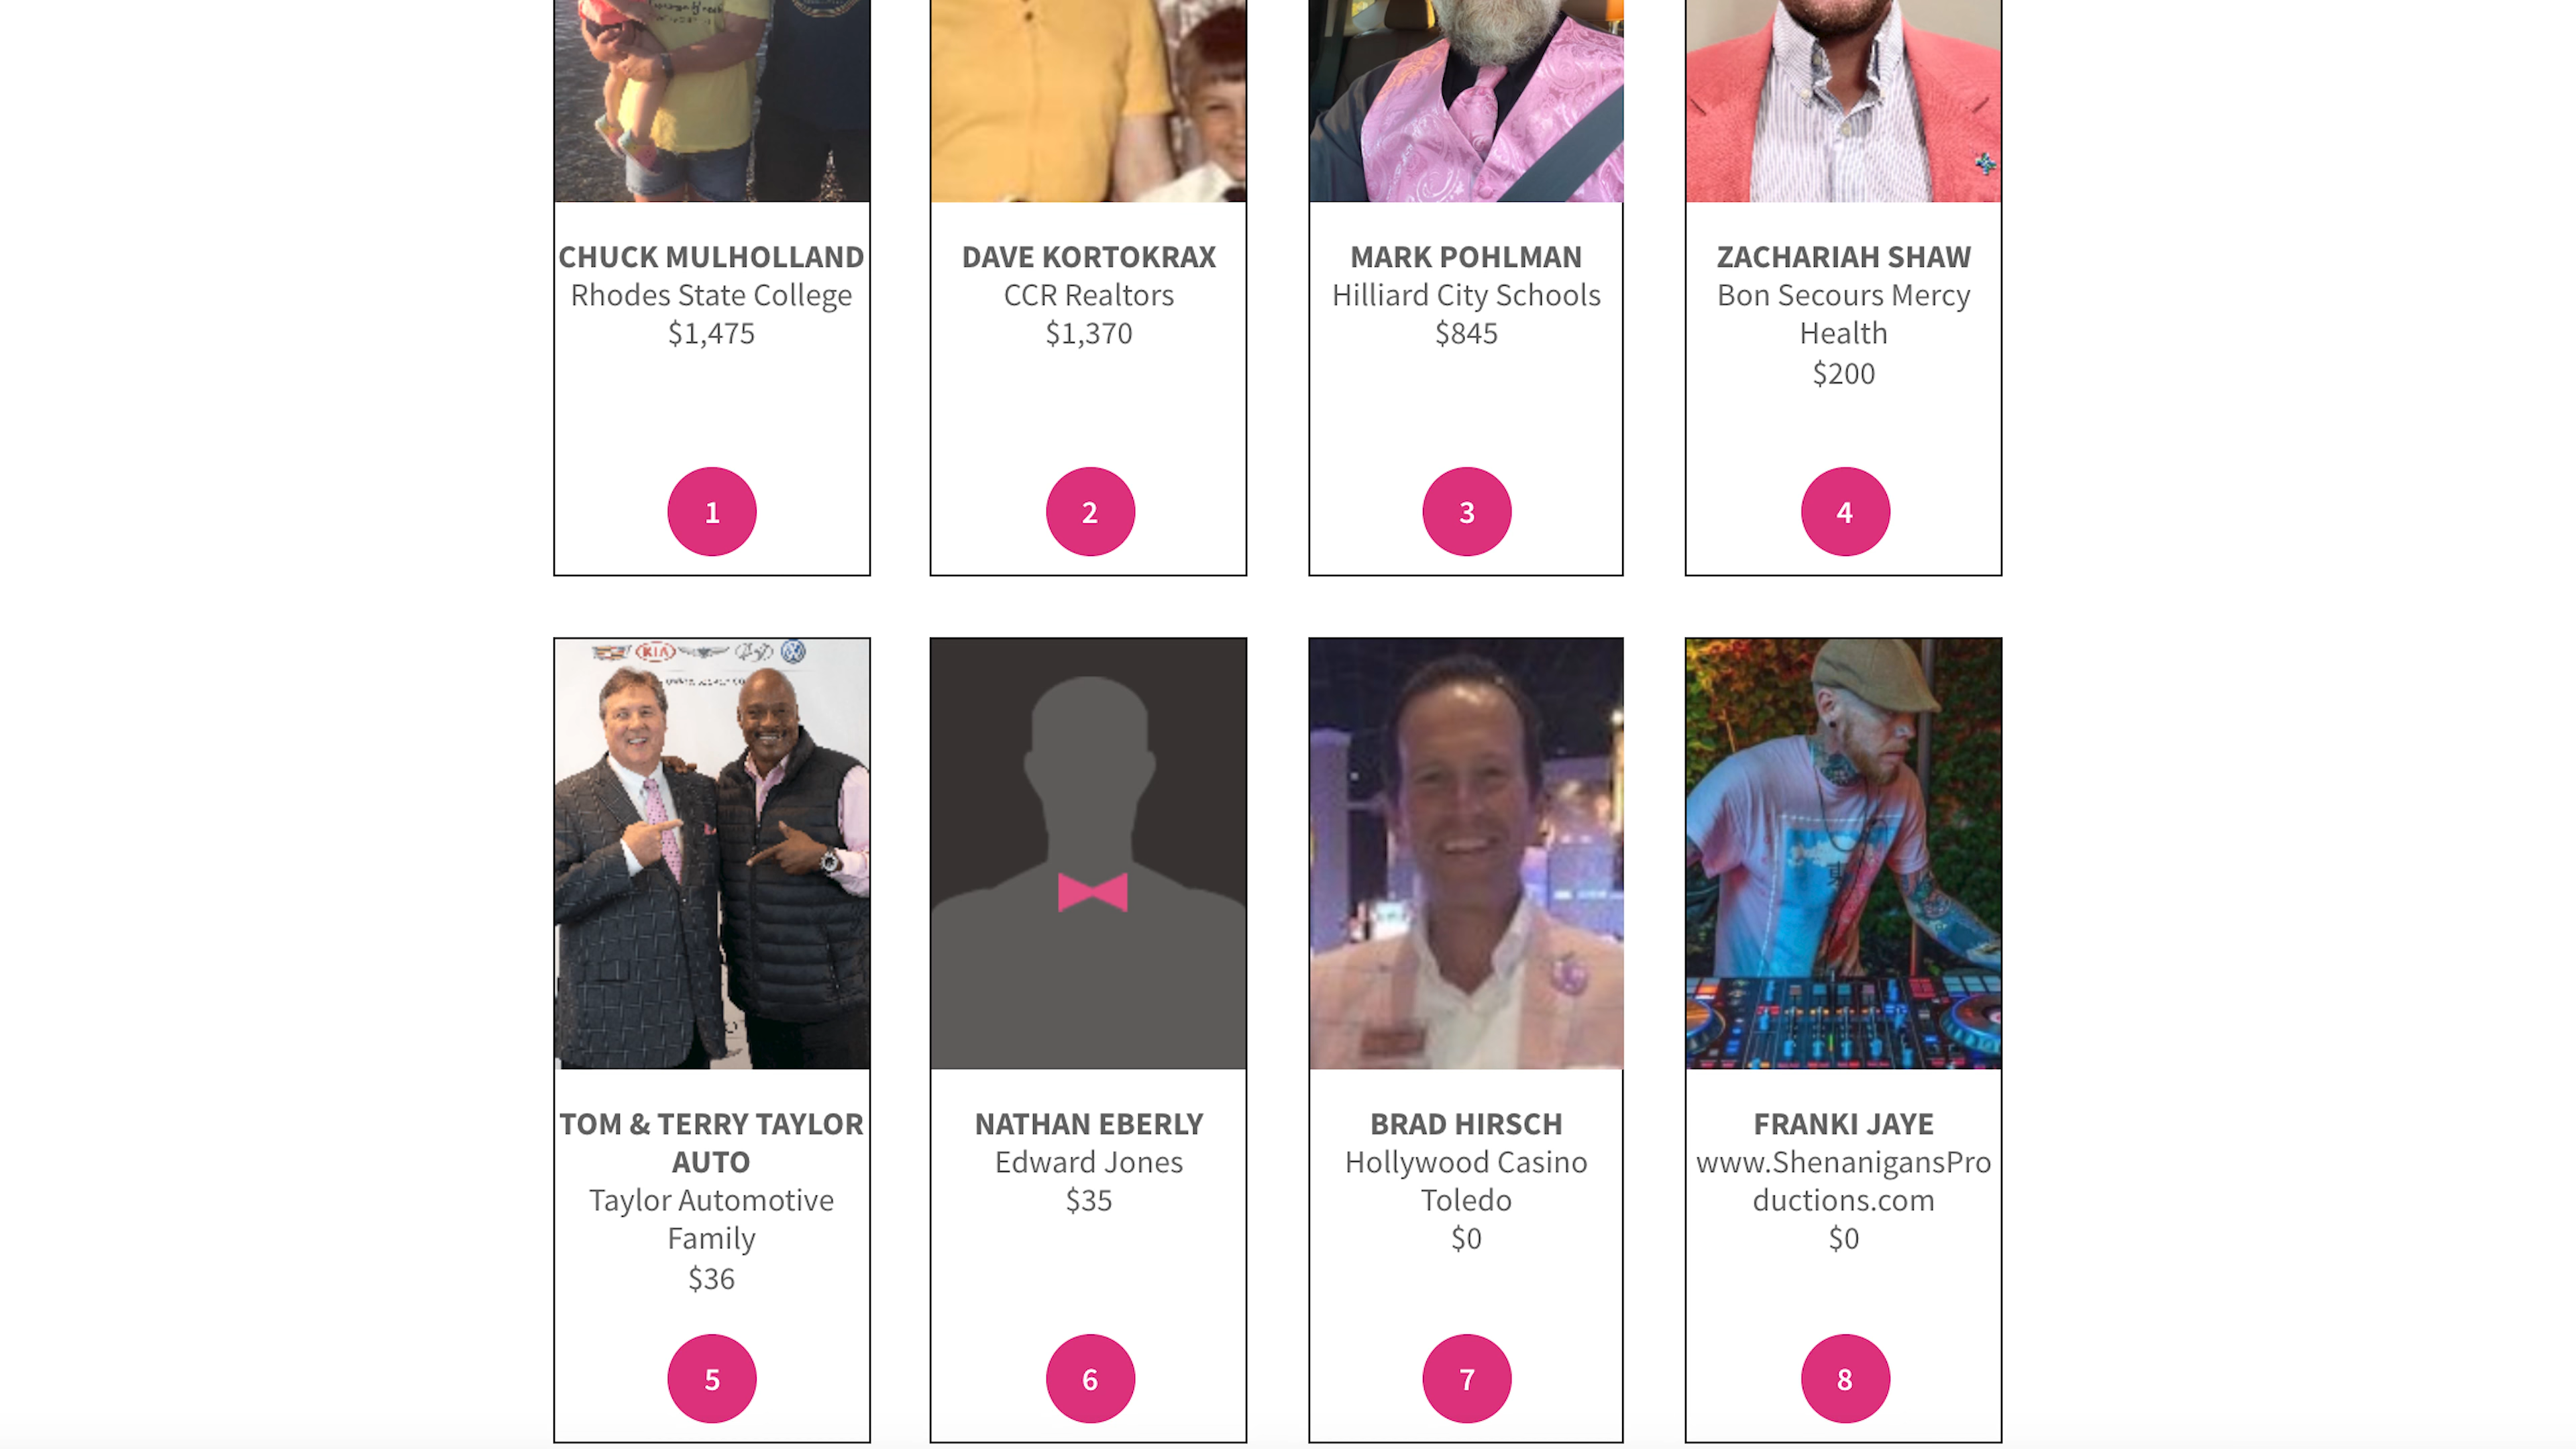 CHUCK MULHOLLAND
Rhodes State College
$1,475
1
DAVE KORTOKRAX
CCR Realtors
$1,370
2
MARK POHLMAN
Hilliard City Schools
$845
3
ZACHARIAH SHAW
Bon Secours Mercy
Health
$200
4
KIA
TOM & TERRY TAYLOR
AUTO
Taylor Automotive
Family
$36
5
NATHAN EBERLY
Edward Jones
$35
6
BRAD HIRSCH
Hollywood Casino
Toledo
$0
7
FRANKI JAYE
www.ShenanigansPro
ductions.com
$0
8